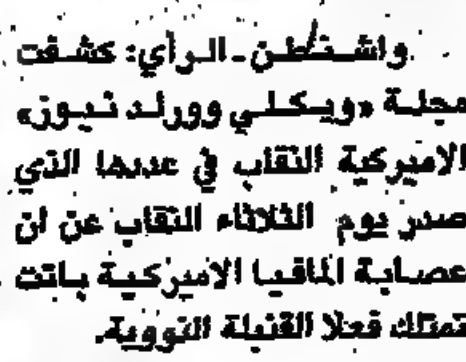 واشنطن ـ الرأي: كشفت
مجلة «ويكلي وورلد نيوز»
الاميركية النقاب في عددها الذي
صدر يوم الثلاثاء النقاب عن ان
عصابة المافيا الاميركية باتت
تمتلك فعلا القنبلة النووية.